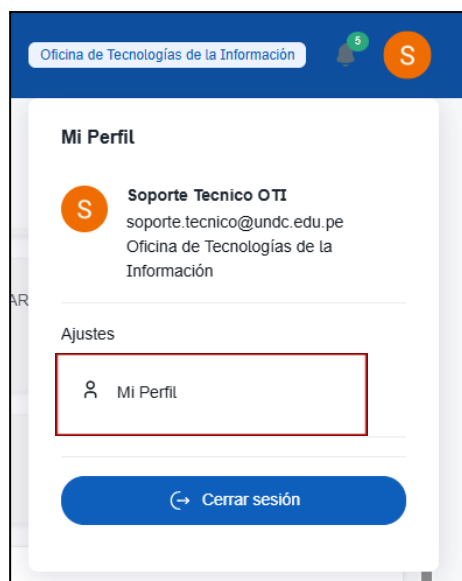 Oficina de Tecnologías de la Información
5
S
Mi Perfil
S
Soporte Tecnico OTI
soporte.tecnico@undc.edu.pe
Oficina de Tecnologías de la
Información
AR
Ajustes
Mi Perfil
Cerrar sesión